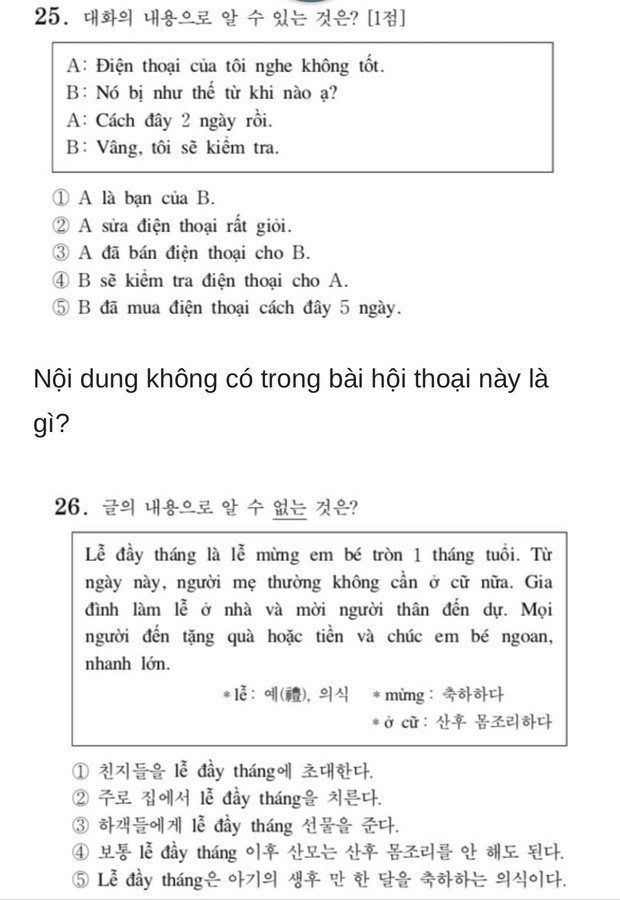 25. 대화의 내용으로 알 수 있는 것은? [1점]
A: Điện thoại của tôi nghe không tốt.
B: Nó bị như thế từ khi nào ạ?
A: Cách đây 2 ngày rồi.
B: Vâng, tôi sẽ kiểm tra.
① A là bạn của B.
② A sửa điện thoại rất giỏi.
③ A đã bán điện thoại cho B.
④ B sẽ kiểm tra điện thoại cho A.
⑤ B đã mua điện thoại cách đây 5 ngày.
Nội dung không có trong bài hội thoại này là
gì?
26. 글의 내용으로 알 수 없는 것은?
Lễ đầy tháng là lễ mừng em bé tròn 1 tháng tuổi. Từ
ngày này, người mẹ thường không cần ở cữ nữa. Gia
đình làm lễ ở nhà và mời người thân đến dự. Mọi
người đến tặng quà hoặc tiền và chúc em bé ngoan,
nhanh lớn.
* lễ : 예(禮), 의식 * mừng : 축하하다
* ở cữ : 산후 몸조리하다
① 친지들을 lễ đầy tháng에 초대한다.
② 주로 집에서 lễ đầy tháng을 치른다.
③ 하객들에게 lễ đầy tháng 선물을 준다.
④ 보통 lễ đầy tháng 이후 산모는 산후 몸조리를 안 해도 된다.
⑤ Lễ đầy tháng은 아기의 생후 만 한 달을 축하하는 의식이다.